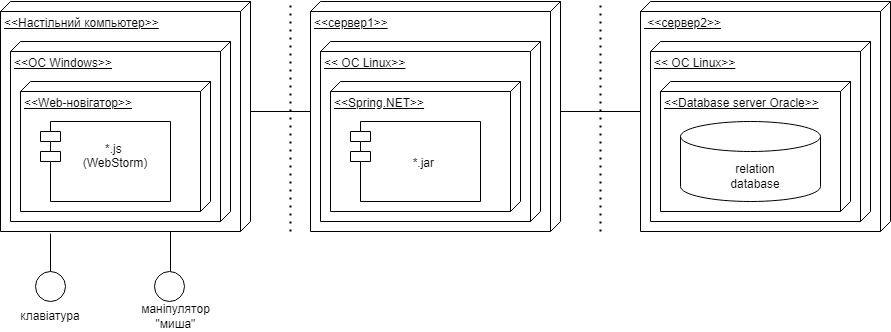 <<Настільний компьютер>>
<<ОС Windows>>
<<Web-новігатор>>
*.js
(WebStorm)
клавіатура
маніпулятор
"миша"
<<сервер1>>
<< ОС Linux>>
<<Spring.NET>>
*.jar
<<сервер2>>
<< ОС Linux>>
<<Database server Oracle>>
relation
database